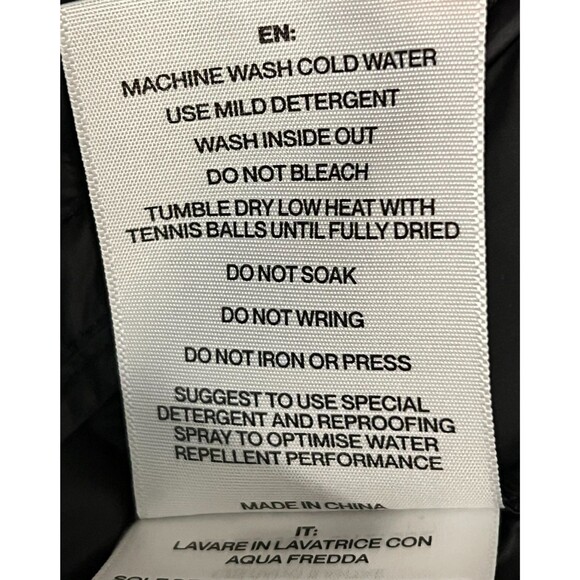 EN:
MACHINE WASH COLD WATER
USE MILD DETERGENT
WASH INSIDE OUT
DO NOT BLEACH
TUMBLE DRY LOW HEAT WITH
TENNIS BALLS UNTIL FULLY DRIED
DO NOT SOAK
DO NOT WRING
DO NOT IRON OR PRESS
SUGGEST TO USE SPECIAL
DETERGENT AND REPROOFING
SPRAY TO OPTIMISE WATER
REPELLENT PERFORMANCE
MADE IN CHINA
IT:
LAVARE IN LAVATRICE CON
AQUA FREDDA